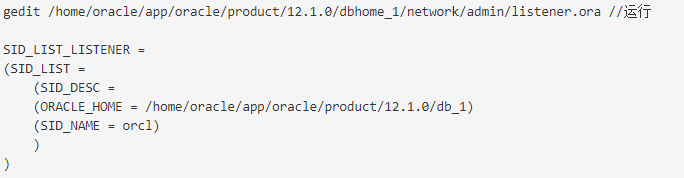 gedit /home/oracle/app/oracle/product/12.1.0/dbhome_1/network/admin/listener.ora //运行
SID_LIST_LISTENER =
(SID_LIST =
(SID_DESC =
(ORACLE_HOME = /home/oracle/app/oracle/product/12.1.0/db_1)
(SID_NAME = orcl)
)
)